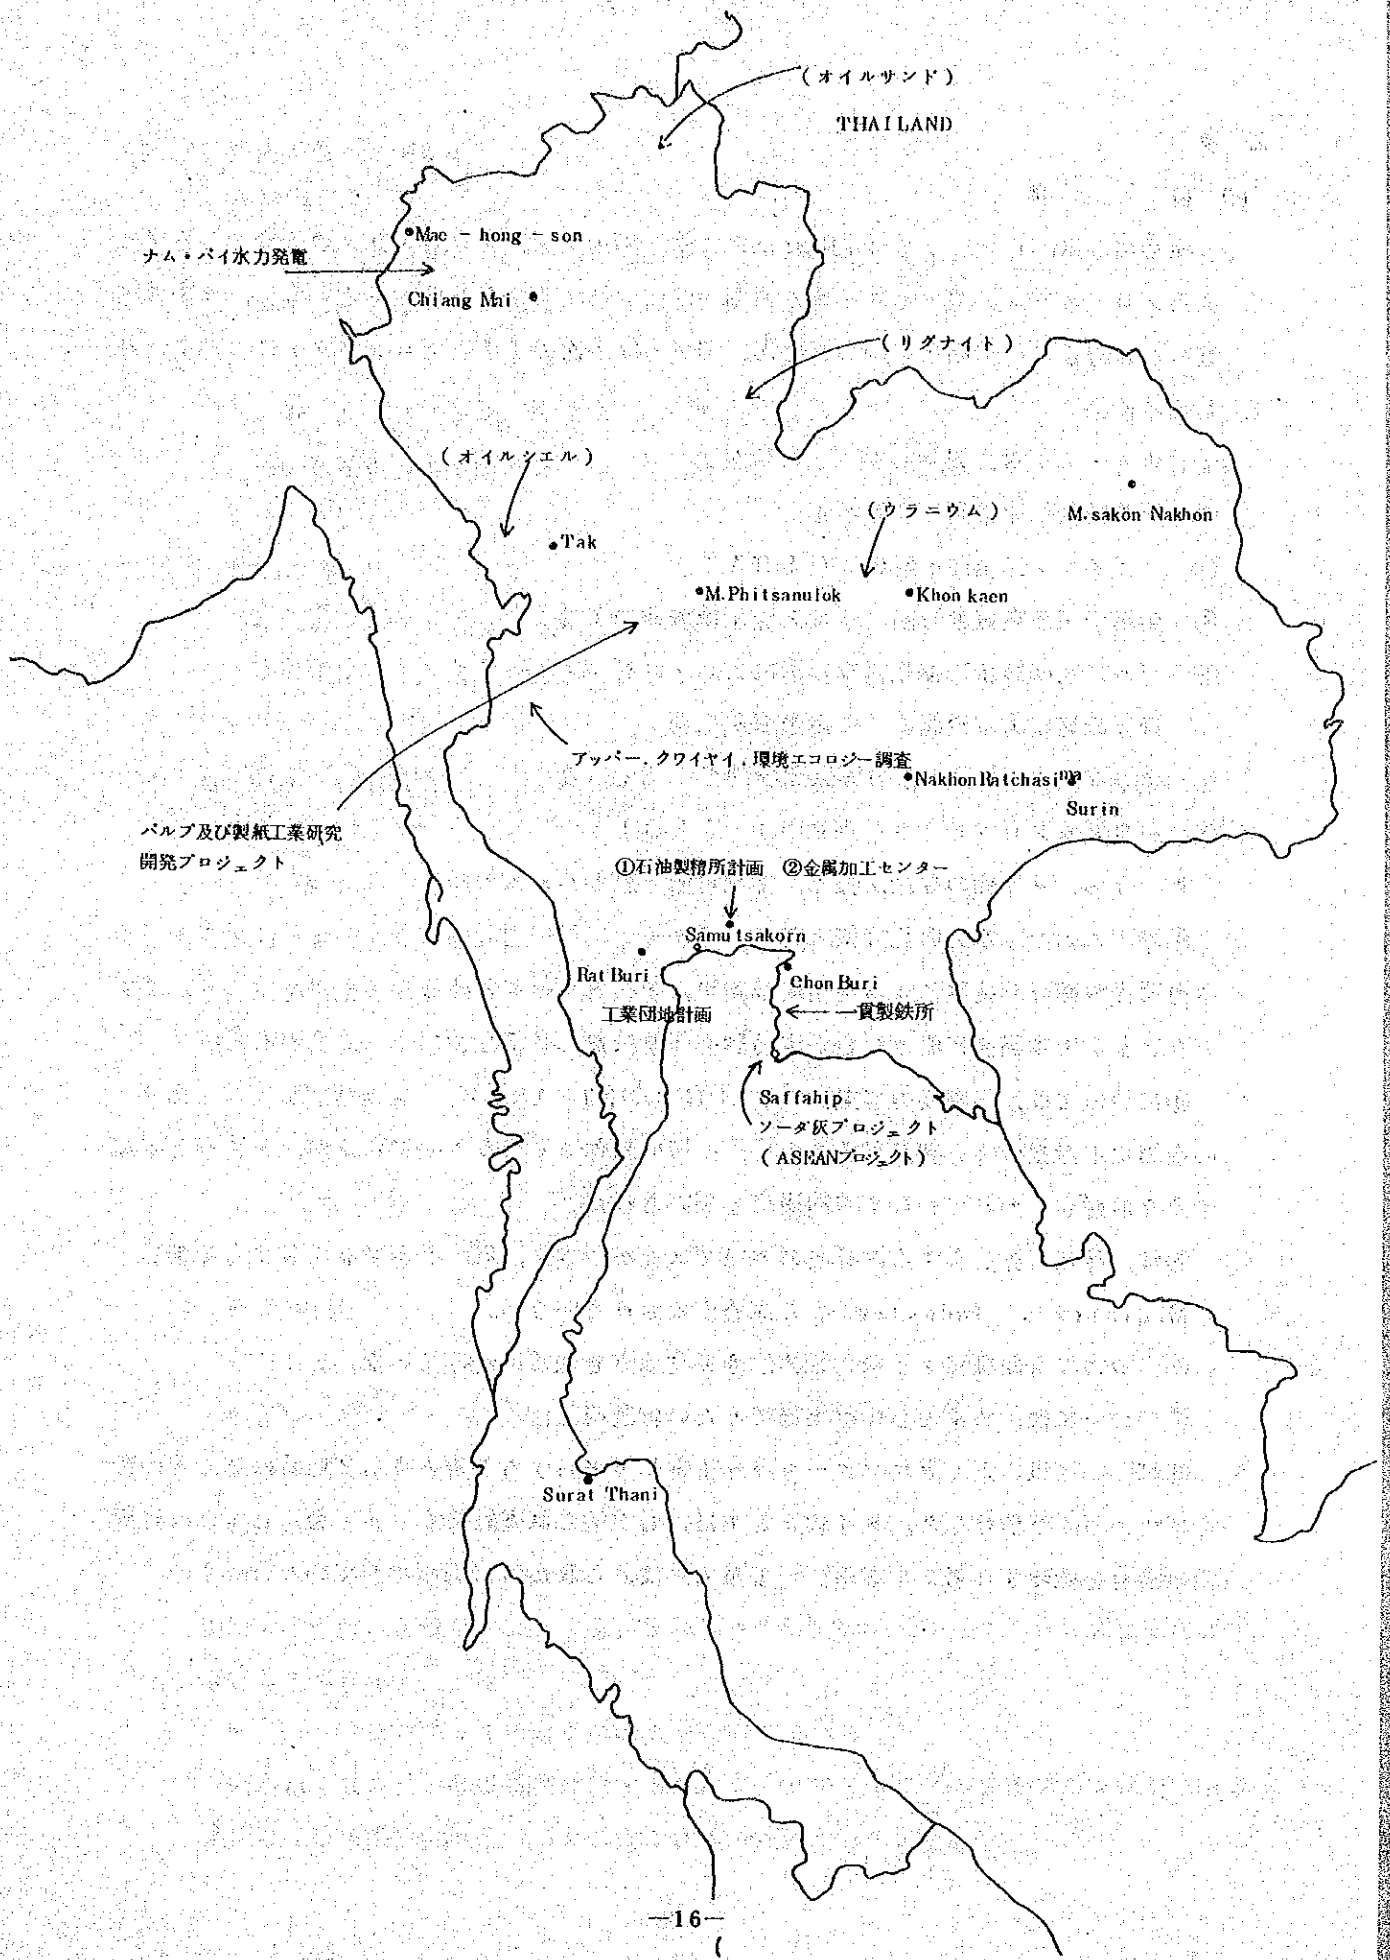 (オイルサンド)
THAILAND
Mae - hong - son
ナム・パイ水力発電
Chiang Mai
(リグナイト)
(オイルシエル)
(ウラニウム)
M.sakon Nakhon
Tak
M.Phitsanulok
Khon kaen
アッパー.クワイヤイ.環境エコロジー調査
Nakhon Ratchasima
Surin
パルプ及び製紙工業研究
開発プロジェクト
①石油製精所計画 ②金属加工センター
Samutsakorn
Rat Buri
Chon Buri
工業団地計画
一貫製鉄所
Saffahip
ソーダ灰プロジェクト
(ASEANプロジェクト)
Surat Thani
—16—